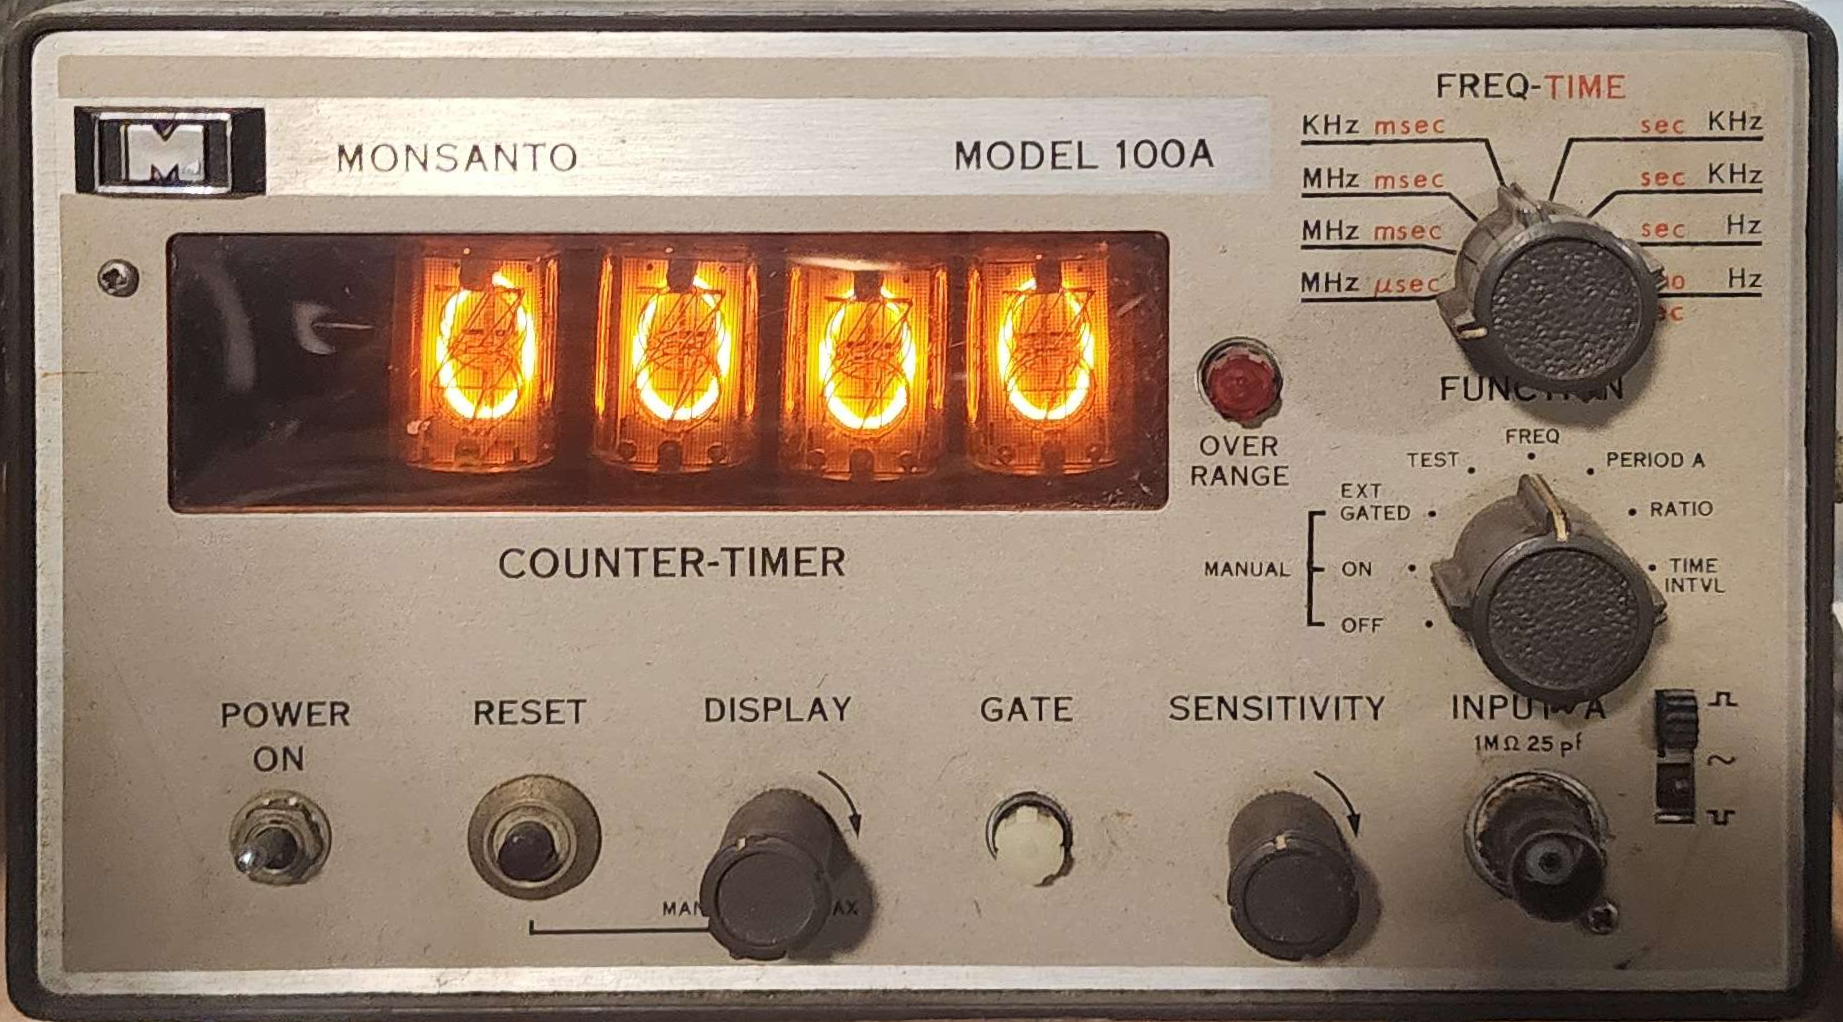 FREQ-TIME
KHz msec
sec KHz
M
MONSANTO
MODEL 100A
MHz msec
sec KHz
MHz msec
sec Hz
MHz µsec
Hz
0000
OVER
RANGE
FREQ
TEST
PERIOD A
EXT
GATED
RATIO
MANUAL
ON
TIME
INTVL
OFF
COUNTER-TIMER
POWER
ON
RESET
DISPLAY
GATE
SENSITIVITY
INPUT A
1MΩ 25 pf